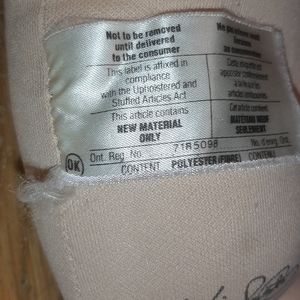 Not to be removed
until delivered
to the consumer
This label is affixed in
compliance
with the Upholstered and
Stuffed Articles Act
This article contains
NEW MATERIAL
ONLY
Ne pas enlever avant
livraison au
consommateur
Cette étiquette est
apposée
conformément
à la loi sur les
articles rembourrés
Cet article contient
MATÉRIAU NEUF
SEULEMENT
OK
Ont. Reg. No. 71R5098 No. d'enrg. Ont.
CONTENT POLYESTER (FIBRE) CONTENU